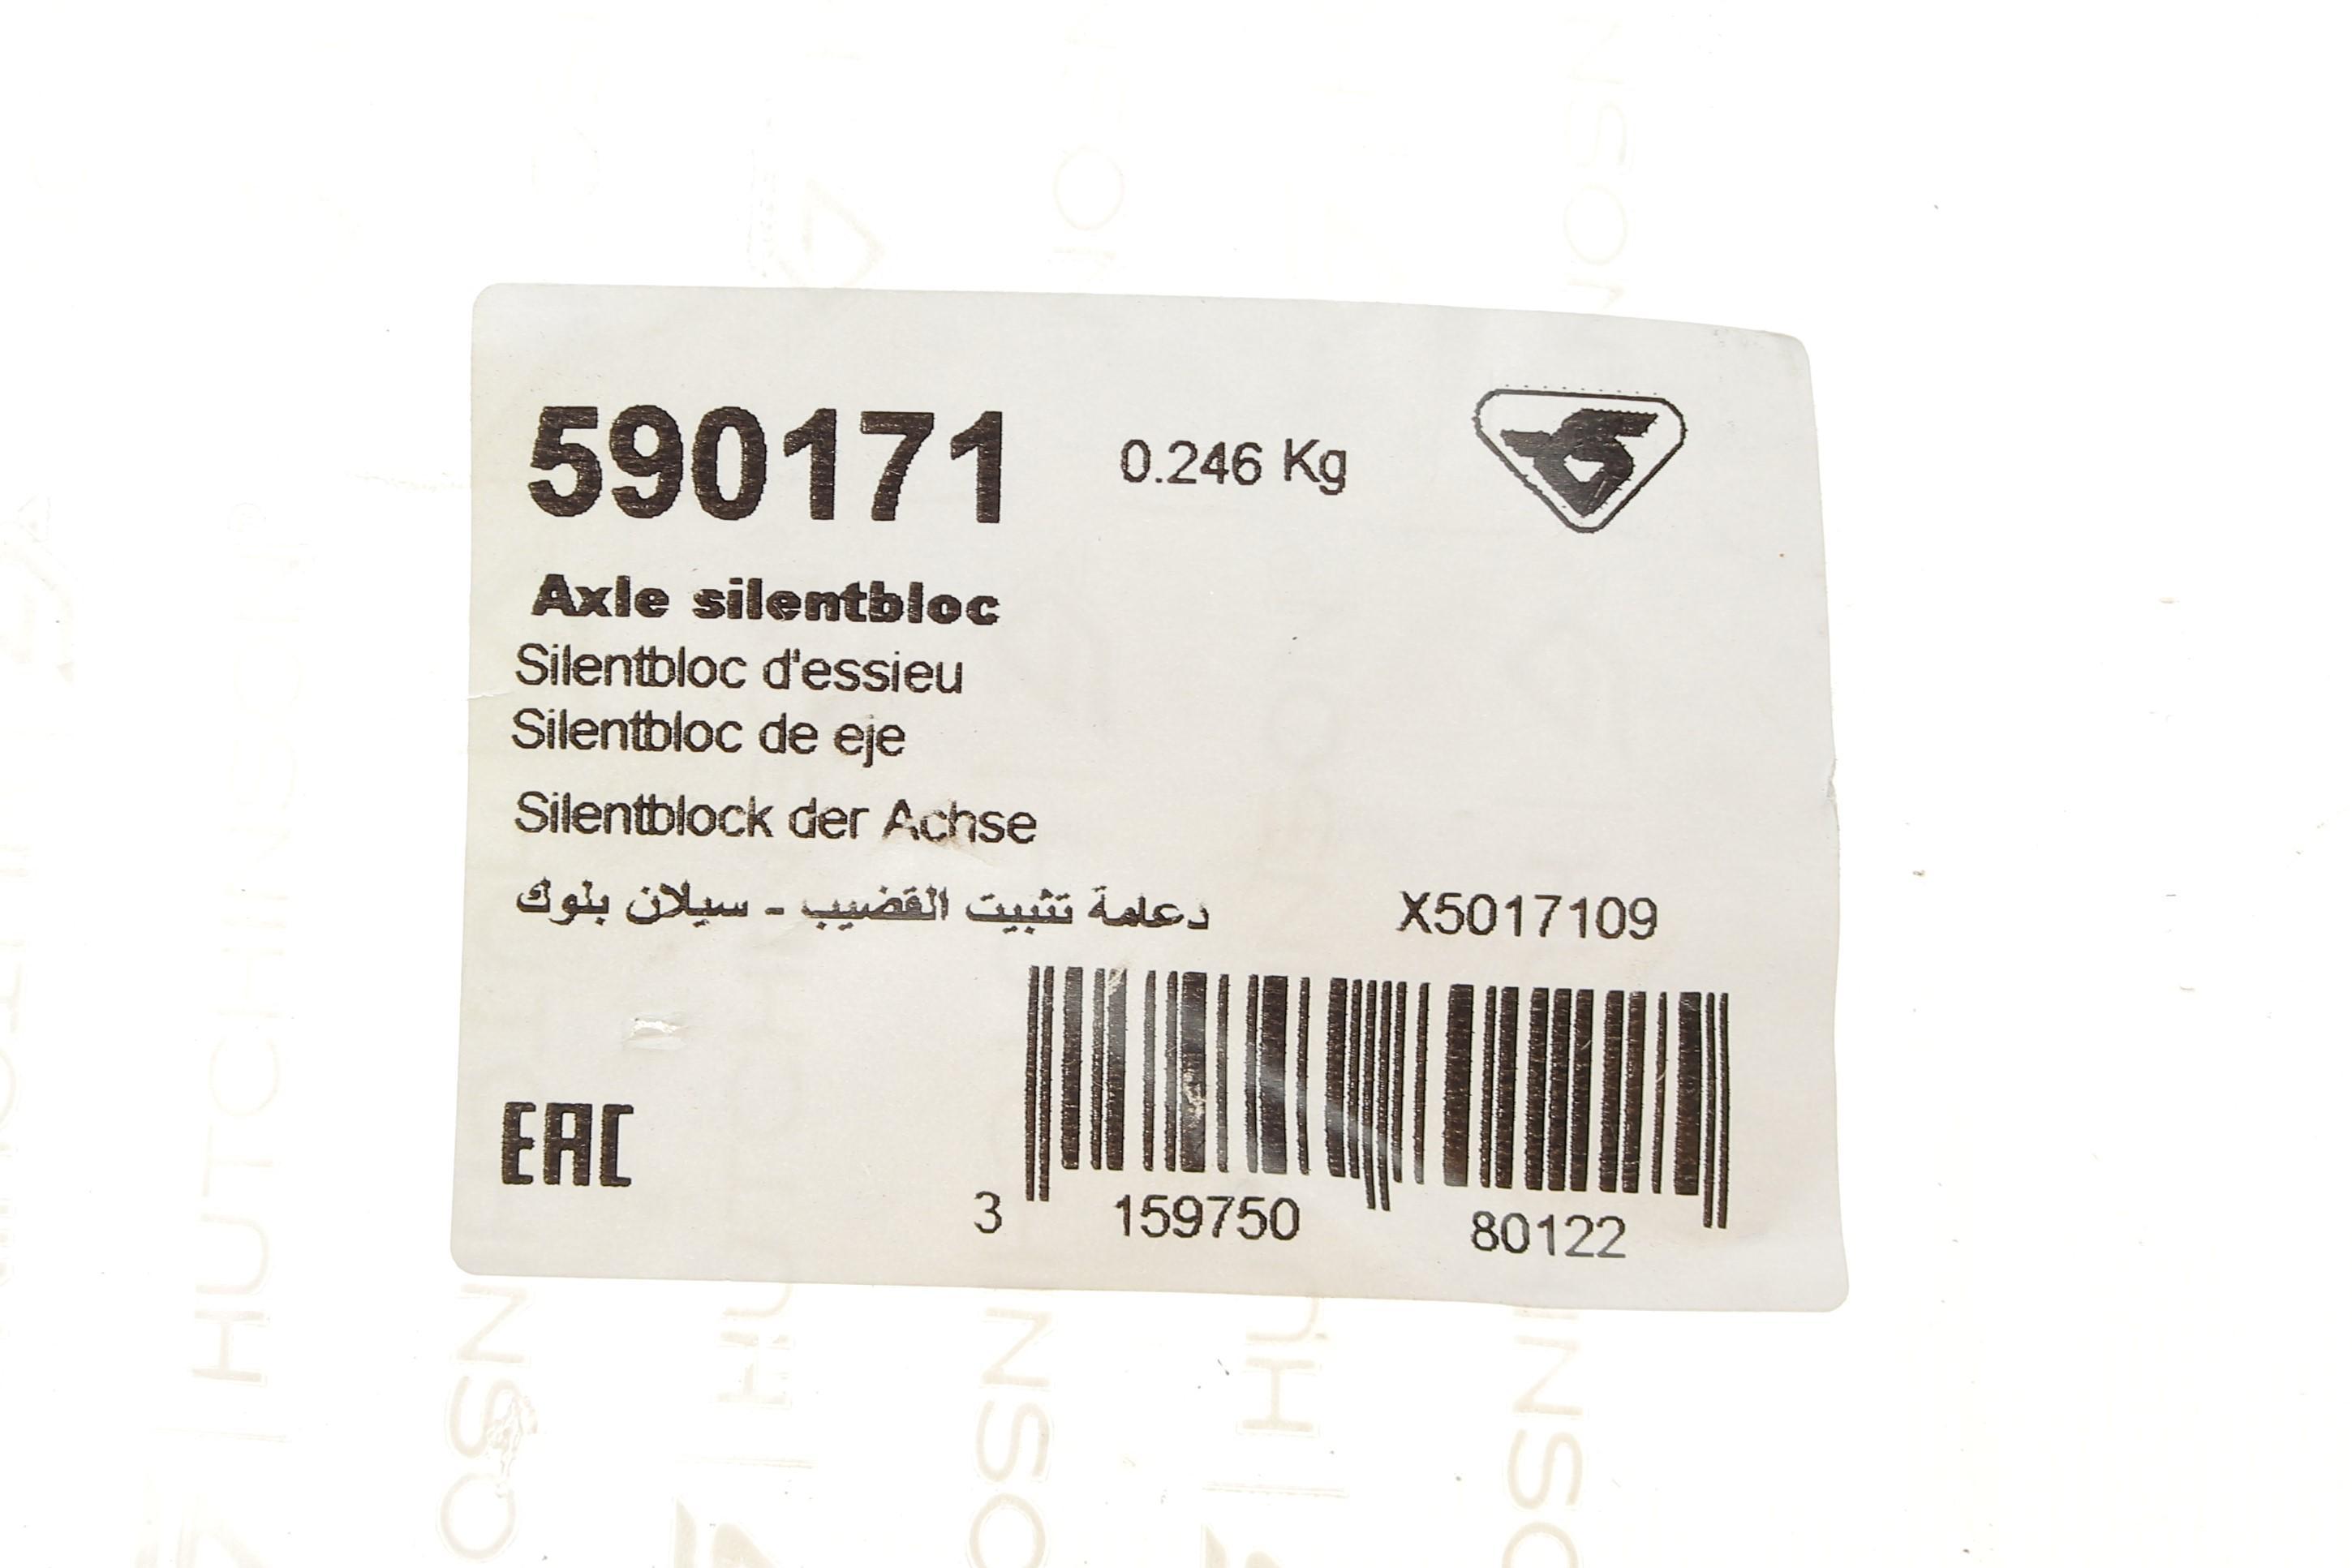 590171 0.246 Kg
Axle silentbloc
Silentbloc d'essieu
Silentbloc de eje
Silentblock der Achse
دعامة تثبيت القضيب - سيلان بلوك X5017109
EAC
3 159750 80122
HUTCHINSON